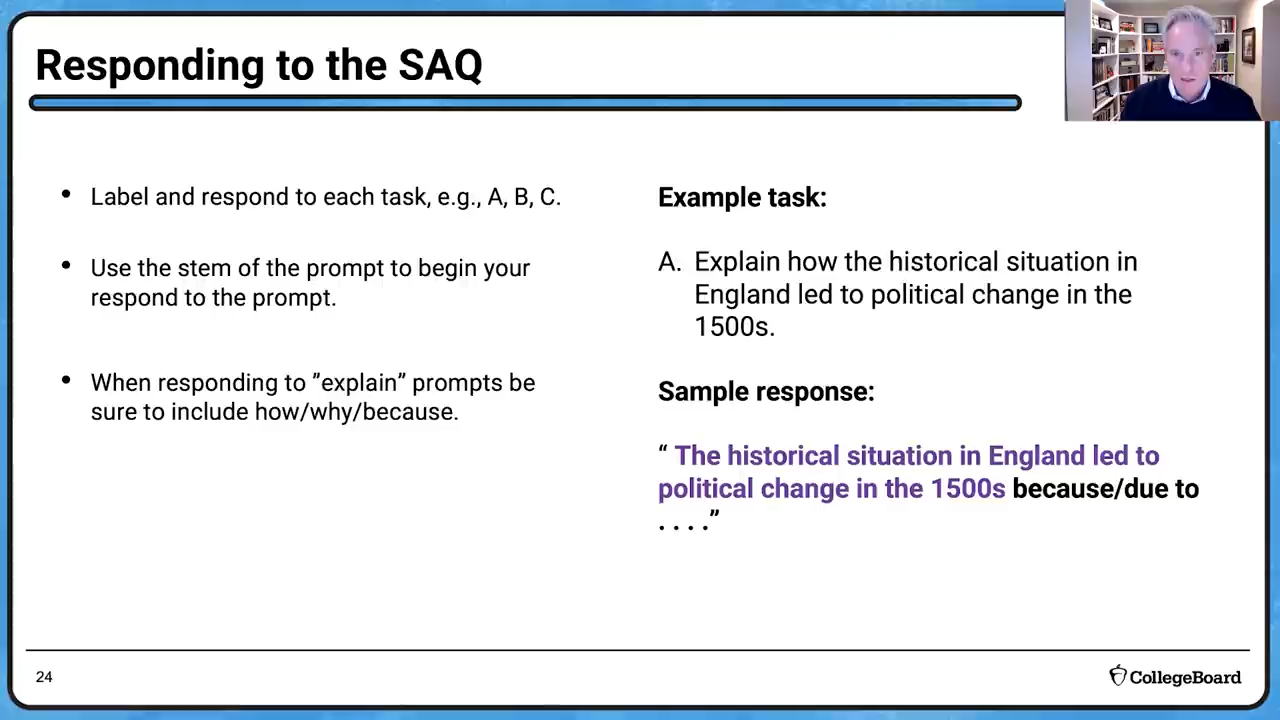 Responding to the SAQ
• Label and respond to each task, e.g., A, B, C.
• Use the stem of the prompt to begin your
respond to the prompt.
• When responding to ”explain” prompts be
sure to include how/why/because.
Example task:
A. Explain how the historical situation in
England led to political change in the
1500s.
Sample response:
“ The historical situation in England led to
political change in the 1500s because/due to
. . . .”
24
CollegeBoard